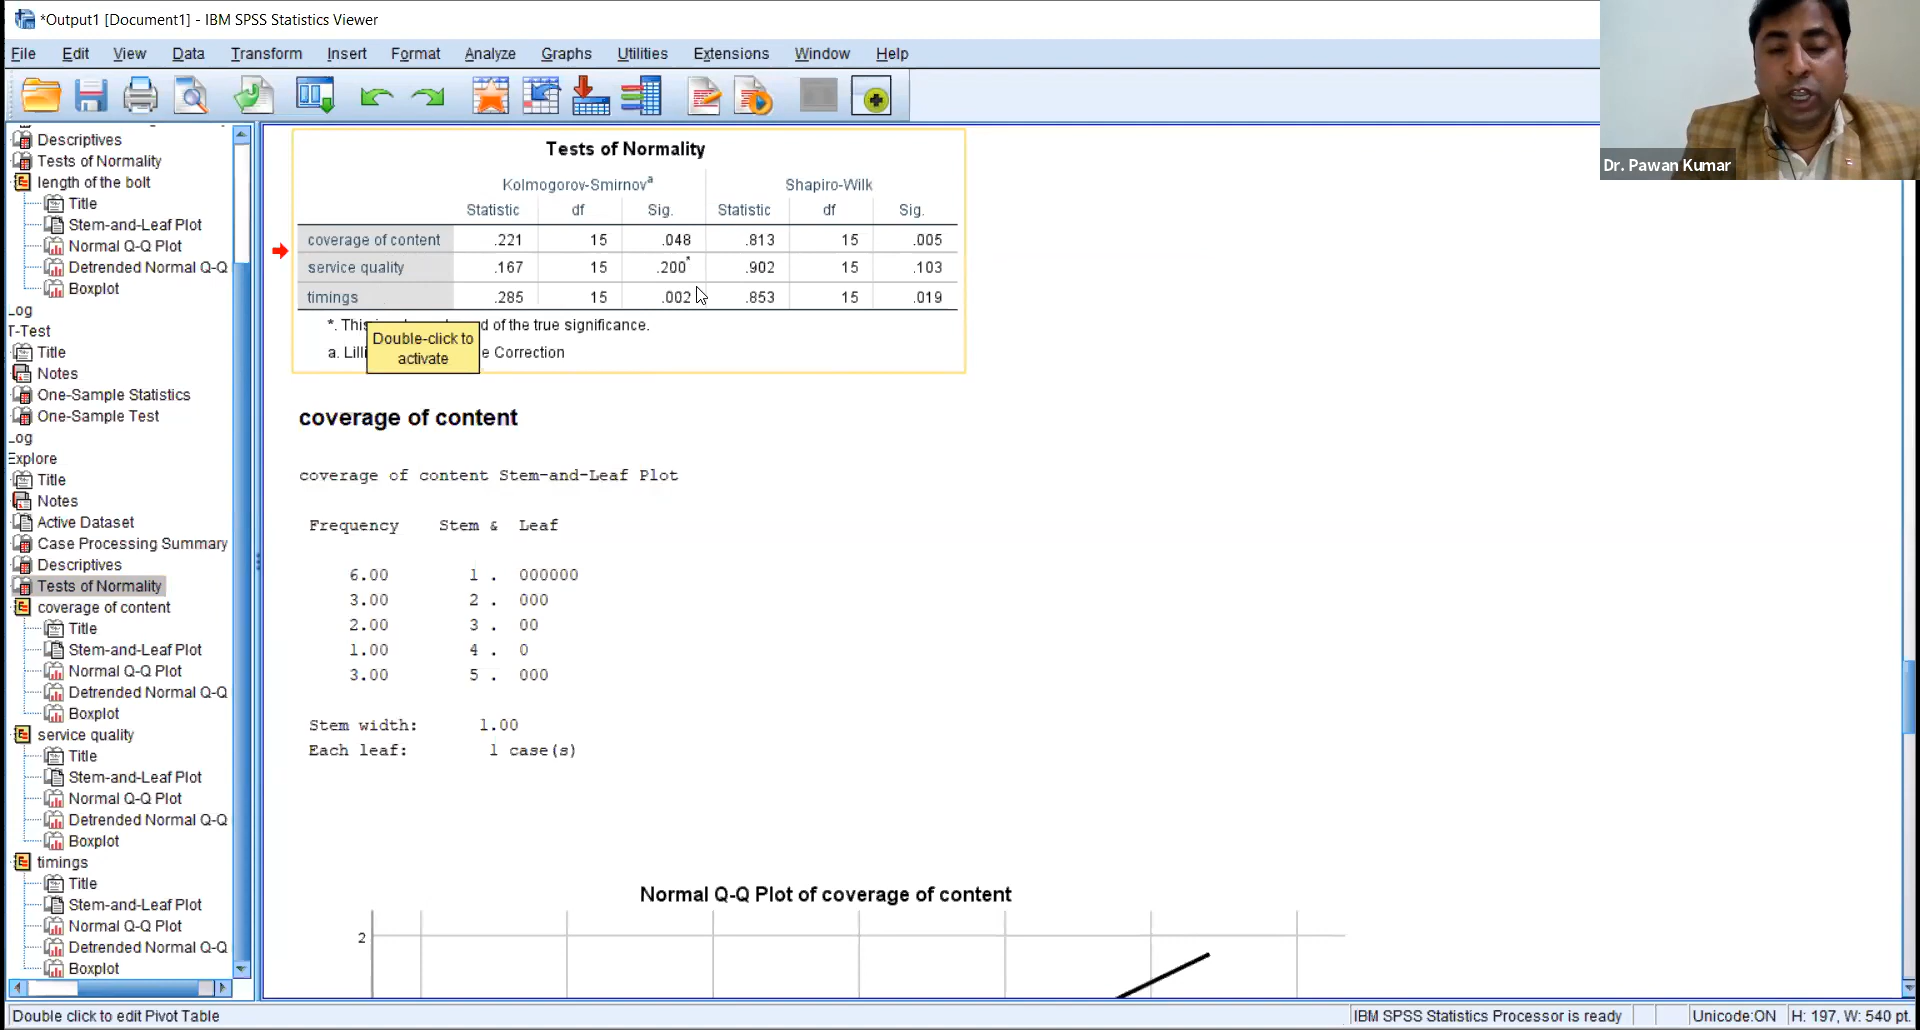 *Output1 [Document1] - IBM SPSS Statistics Viewer
File Edit View Data Transform Insert Format Analyze Graphs Utilities Extensions Window Help
Dr. Pawan Kumar
Descriptives
Tests of Normality
length of the bolt
Title
Stem-and-Leaf Plot
Normal Q-Q Plot
Detrended Normal Q-Q
Boxplot
Log
T-Test
Title
Notes
One-Sample Statistics
One-Sample Test
Log
Explore
Title
Notes
Active Dataset
Case Processing Summary
Descriptives
Tests of Normality
coverage of content
Title
Stem-and-Leaf Plot
Normal Q-Q Plot
Detrended Normal Q-Q
Boxplot
service quality
Title
Stem-and-Leaf Plot
Normal Q-Q Plot
Detrended Normal Q-Q
Boxplot
timings
Title
Stem-and-Leaf Plot
Normal Q-Q Plot
Detrended Normal Q-Q
Boxplot
Tests of Normality
Kolmogorov-Smirnov^a Shapiro-Wilk
Statistic df Sig. Statistic df Sig.
coverage of content .221 15 .048 .813 15 .005
service quality .167 15 .200* .902 15 .103
timings .285 15 .002 .853 15 .019
*. This d of the true significance.
a. Lilli e Correction
Double-click to
activate
coverage of content
coverage of content Stem-and-Leaf Plot
Frequency Stem & Leaf
6.00 1 . 000000
3.00 2 . 000
2.00 3 . 00
1.00 4 . 0
3.00 5 . 000
Stem width: 1.00
Each leaf: 1 case(s)
Normal Q-Q Plot of coverage of content
2
Double click to edit Pivot Table
IBM SPSS Statistics Processor is ready Unicode:ON H: 197, W: 540 pt.